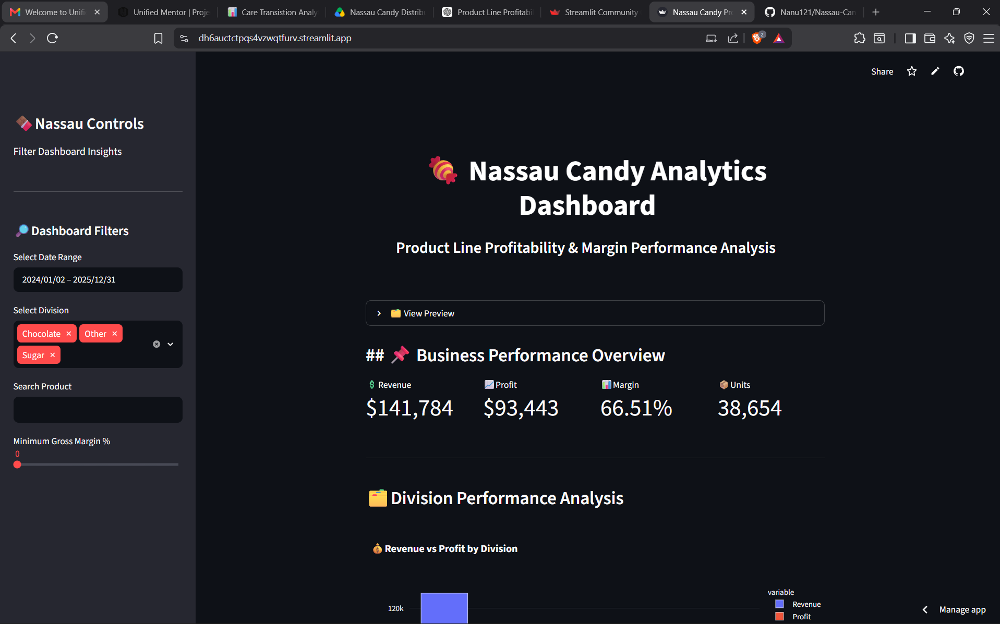 Welcome to Unifi
Unified Mentor | Proje
Care Transistion Analy
Nassau Candy Distribu
Product Line Profitabil
Streamlit Community
Nassau Candy Pr
Nanu121/Nassau-Can
dh6auctctpqs4vzwqtfurv.streamlit.app
2
Share
Nassau Controls
Filter Dashboard Insights
Dashboard Filters
Select Date Range
2024/01/02 – 2025/12/31
Select Division
Chocolate
Other
Sugar
Search Product
Minimum Gross Margin %
0
Nassau Candy Analytics
Dashboard
Product Line Profitability & Margin Performance Analysis
View Preview
## Business Performance Overview
$ Revenue
Profit
Margin
Units
$141,784
$93,443
66.51%
38,654
Division Performance Analysis
Revenue vs Profit by Division
120k
variable
Revenue
Profit
Manage app